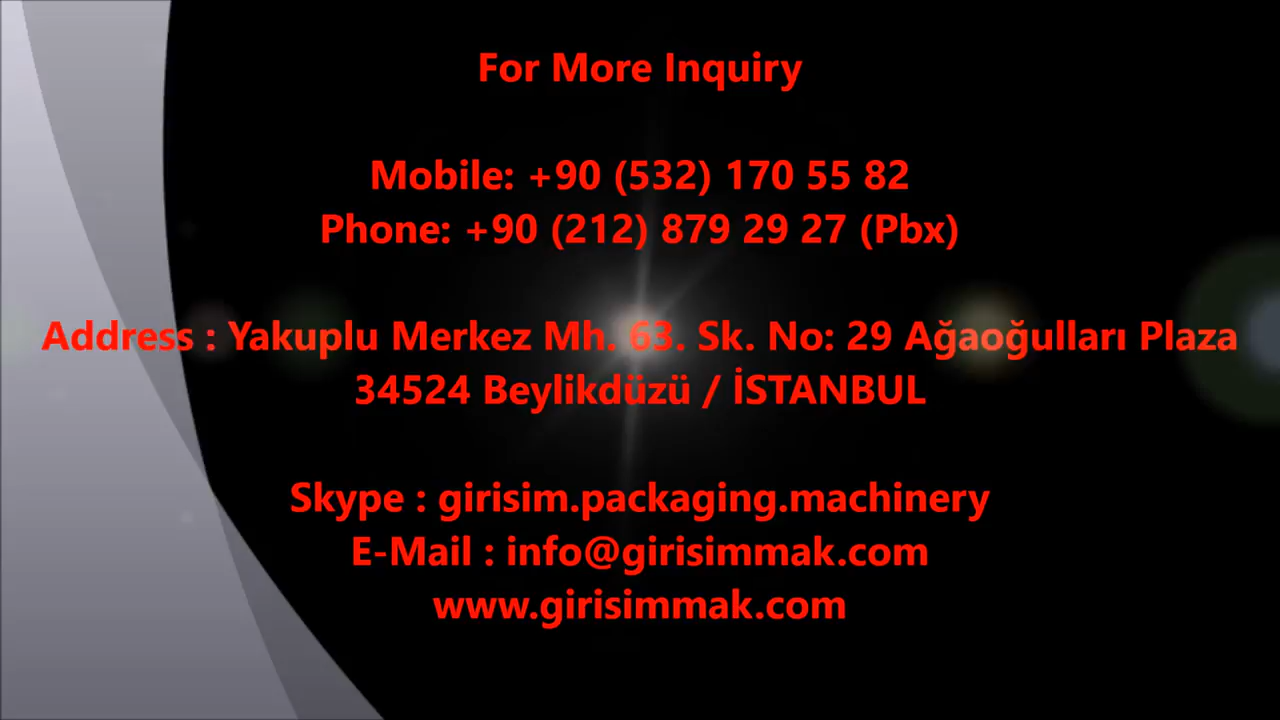 For More Inquiry
Mobile: +90 (532) 170 55 82
Phone: +90 (212) 879 29 27 (Pbx)
Address : Yakuplu Merkez Mh. 63. Sk. No: 29 Ağaoğulları Plaza
34524 Beylikdüzü / İSTANBUL
Skype : girisim.packaging.machinery
E-Mail : info@girisimmak.com
www.girisimmak.com